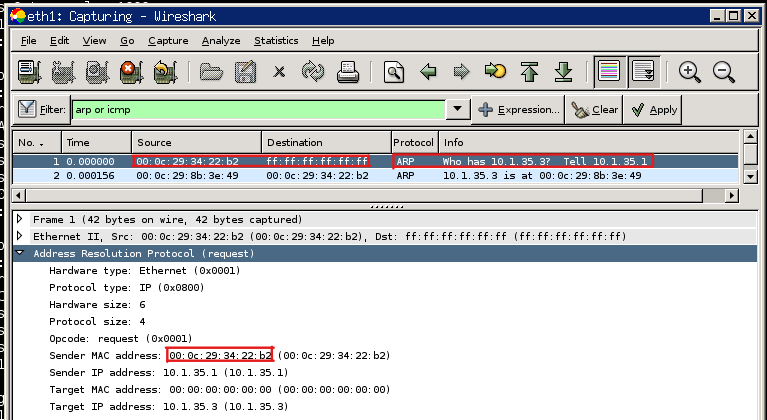 eth1: Capturing - Wireshark
File Edit View Go Capture Analyze Statistics Help
Filter: arp or icmp Expression... Clear Apply
No. Time Source Destination Protocol Info
1 0.000000 00:0c:29:34:22:b2 ff:ff:ff:ff:ff:ff ARP Who has 10.1.35.3? Tell 10.1.35.1
2 0.000156 00:0c:29:8b:3e:49 00:0c:29:34:22:b2 ARP 10.1.35.3 is at 00:0c:29:8b:3e:49
Frame 1 (42 bytes on wire, 42 bytes captured)
Ethernet II, Src: 00:0c:29:34:22:b2 (00:0c:29:34:22:b2), Dst: ff:ff:ff:ff:ff:ff (ff:ff:ff:ff:ff:ff)
Address Resolution Protocol (request)
Hardware type: Ethernet (0x0001)
Protocol type: IP (0x0800)
Hardware size: 6
Protocol size: 4
Opcode: request (0x0001)
Sender MAC address: 00:0c:29:34:22:b2 (00:0c:29:34:22:b2)
Sender IP address: 10.1.35.1 (10.1.35.1)
Target MAC address: 00:00:00:00:00:00 (00:00:00:00:00:00)
Target IP address: 10.1.35.3 (10.1.35.3)